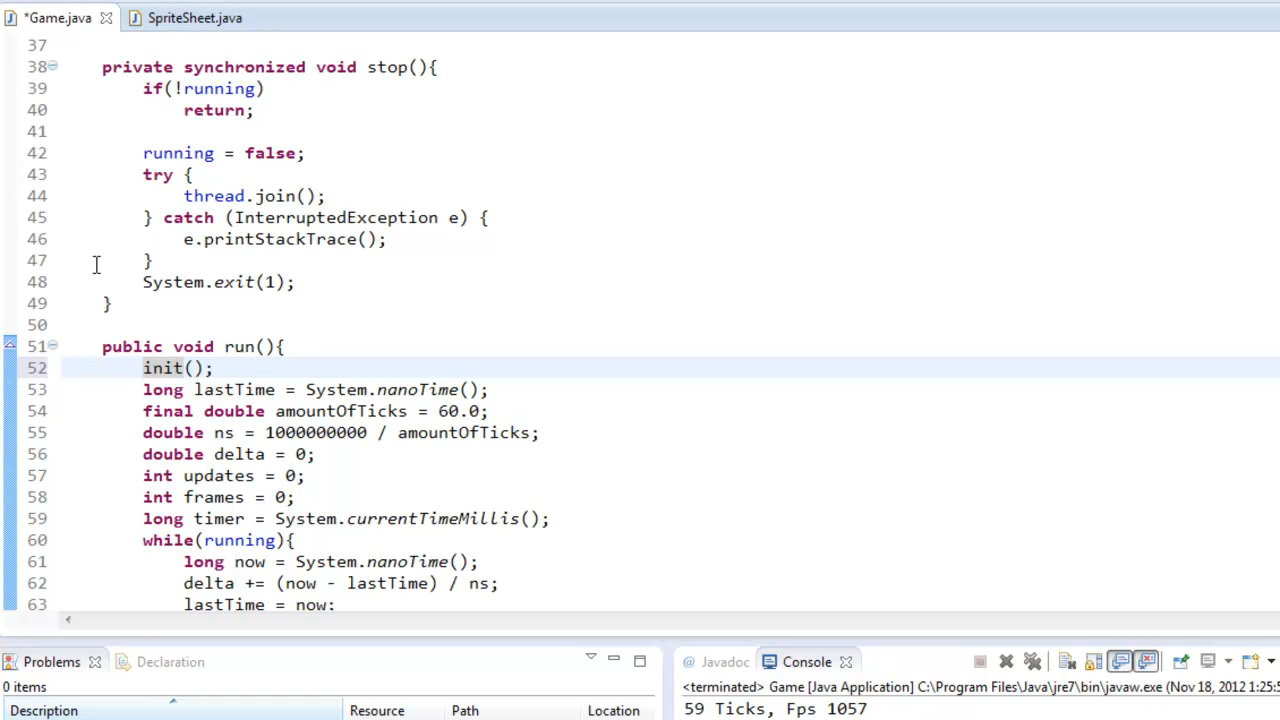 *Game.java
SpriteSheet.java
37
38 private synchronized void stop(){
39 if(!running)
40 return;
41
42 running = false;
43 try {
44 thread.join();
45 } catch (InterruptedException e) {
46 e.printStackTrace();
47 }
48 System.exit(1);
49 }
50
51 public void run(){
52 init();
53 long lastTime = System.nanoTime();
54 final double amountOfTicks = 60.0;
55 double ns = 1000000000 / amountOfTicks;
56 double delta = 0;
57 int updates = 0;
58 int frames = 0;
59 long timer = System.currentTimeMillis();
60 while(running){
61 long now = System.nanoTime();
62 delta += (now - lastTime) / ns;
63 lastTime = now;
Problems
Declaration
0 items
Description Resource Path Location
@ Javadoc
Console
<terminated> Game [Java Application] C:\Program Files\Java\jre7\bin\javaw.exe (Nov 18, 2012 1:25:5
59 Ticks, Fps 1057